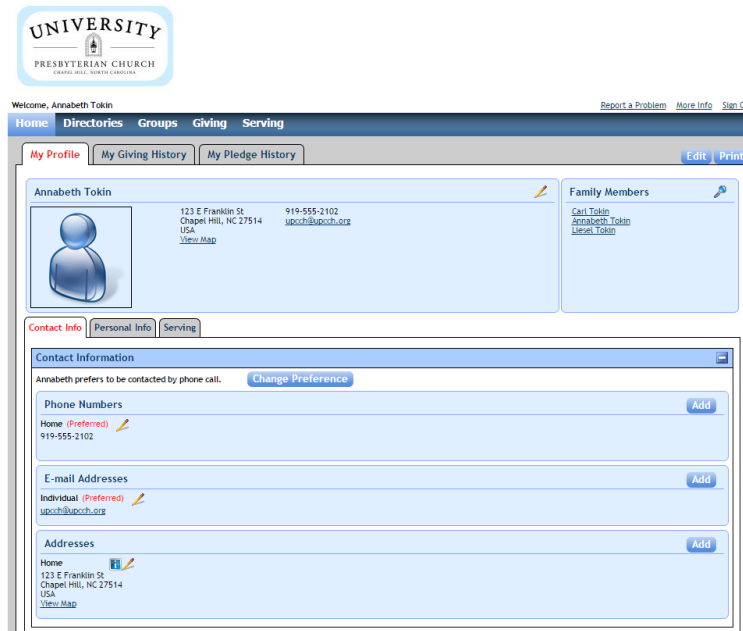 UNIVERSITY
PRESBYTERIAN CHURCH
CHAPEL HILL, NORTH CAROLINA
Welcome, Annabeth Tokin
Report a Problem More Info Sign
Home Directories Groups Giving Serving
My Profile My Giving History My Pledge History
Edit Print
Annabeth Tokin
123 E Franklin St
Chapel Hill, NC 27514
USA
View Map
919-555-2102
upcch@upcch.org
Family Members
Carl Tokin
Annabeth Tokin
Liesel Tokin
Contact Info Personal Info Serving
Contact Information
Annabeth prefers to be contacted by phone call. Change Preference
Phone Numbers Add
Home (Preferred)
919-555-2102
E-mail Addresses Add
Individual (Preferred)
upcch@upcch.org
Addresses Add
Home
123 E Franklin St
Chapel Hill, NC 27514
USA
View Map